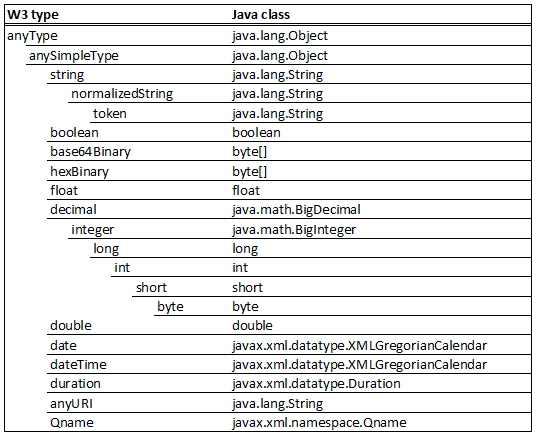 W3 type Java class
anyType java.lang.Object
anySimpleType java.lang.Object
string java.lang.String
normalizedString java.lang.String
token java.lang.String
boolean boolean
base64Binary byte[]
hexBinary byte[]
float float
decimal java.math.BigDecimal
integer java.math.BigInteger
long long
int int
short short
byte byte
double double
date javax.xml.datatype.XMLGregorianCalendar
dateTime javax.xml.datatype.XMLGregorianCalendar
duration javax.xml.datatype.Duration
anyURI java.lang.String
Qname javax.xml.namespace.Qname